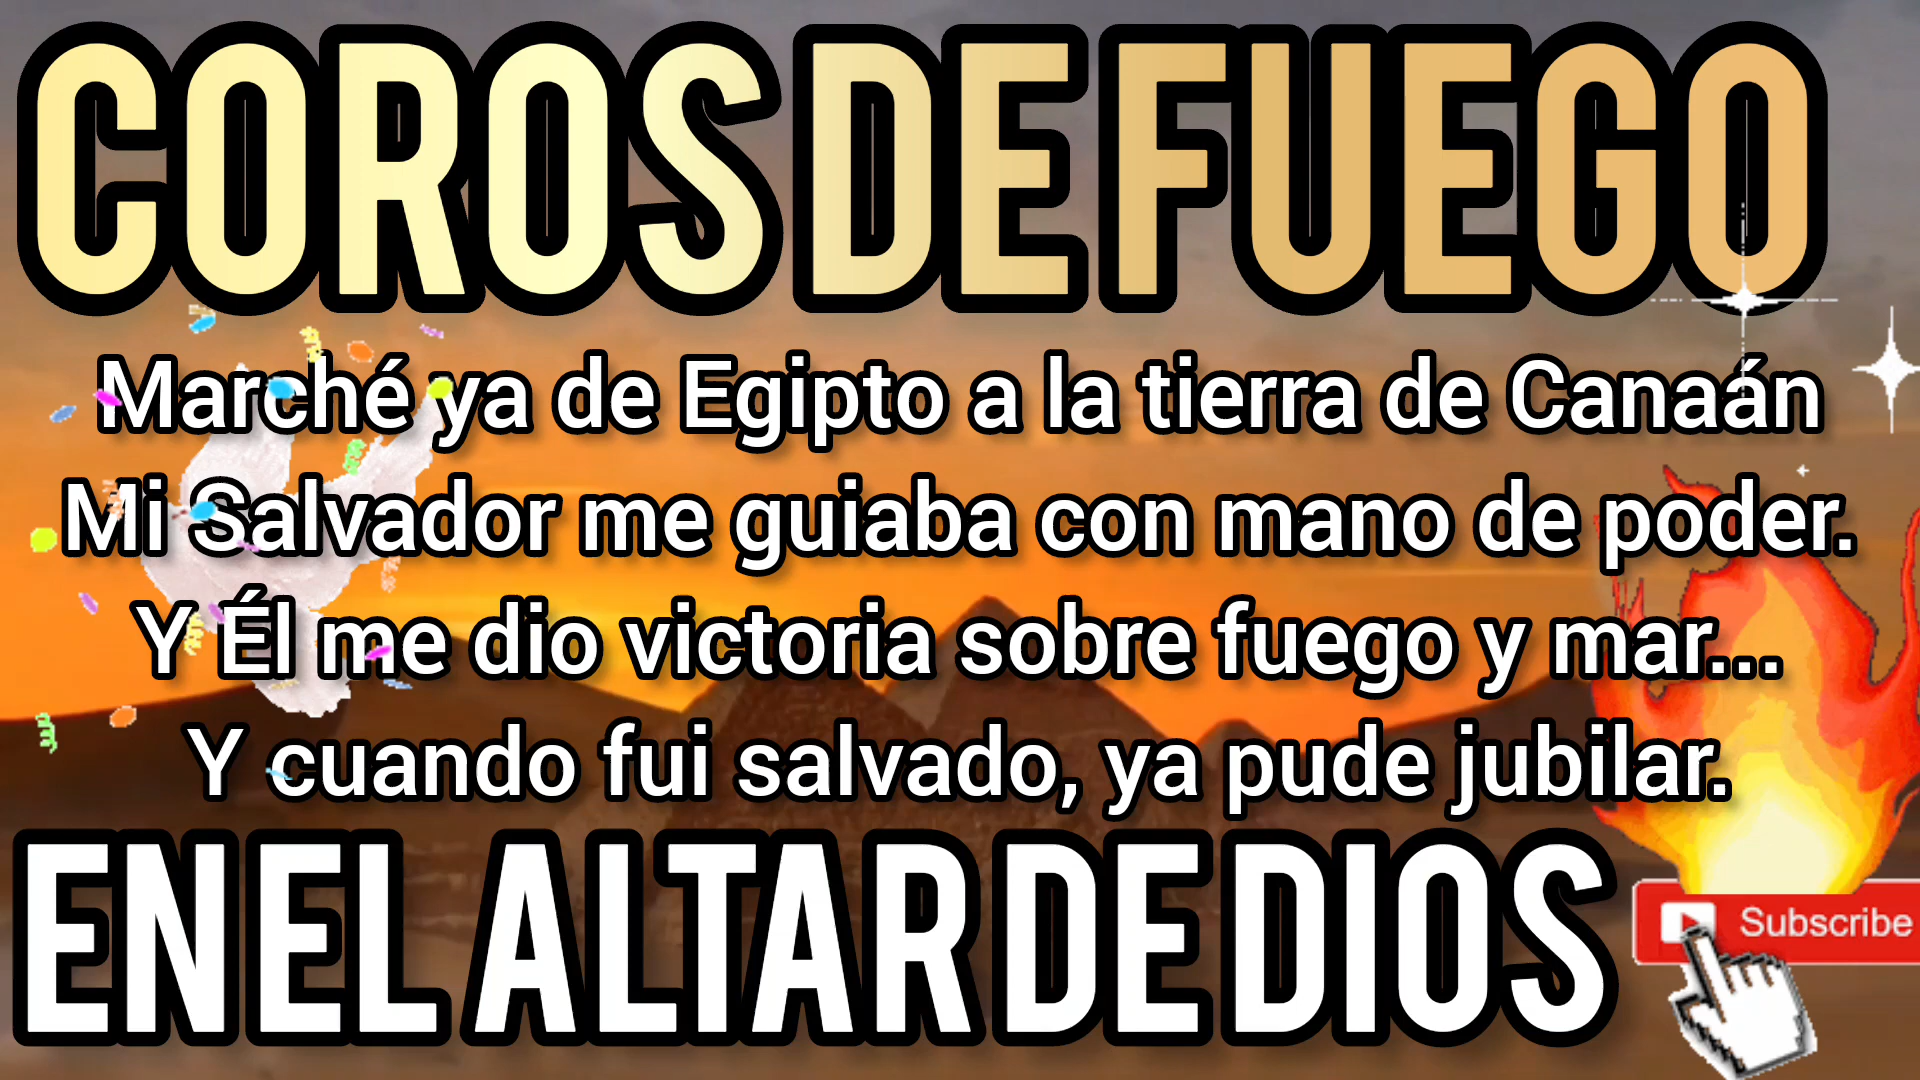 COROS DE FUEGO
Marché ya de Egipto a la tierra de Canaán
Mi Salvador me guiaba con mano de poder.
Y Él me dio victoria sobre fuego y mar...
Y cuando fui salvado, ya pude jubilar.
EN EL ALTAR DE DIOS
Subscribe